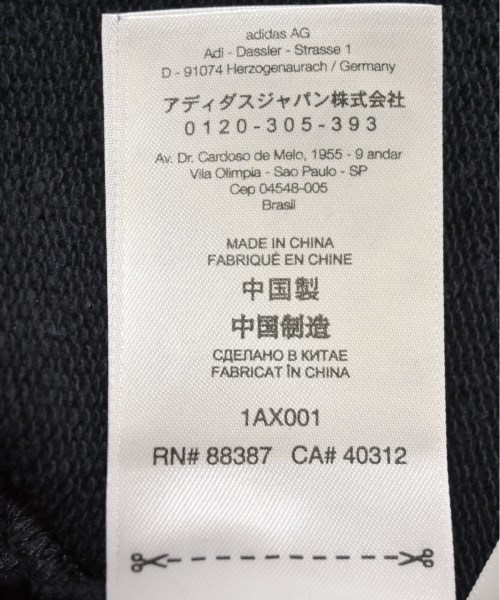 adidas AG
Adi - Dassler - Strasse 1
D - 91074 Herzogenaurach / Germany
アディダスジャパン株式会社
0120-305-393
Av. Dr. Cardoso de Melo, 1955 - 9 andar
Vila Olimpia - Sao Paulo - SP
Cep 04548-005
Brasil
MADE IN CHINA
FABRIQUÉ EN CHINE
中国製
中国制造
СДЕЛАНО В КИТАЕ
FABRICAT ÎN CHINA
1AX001
RN# 88387 CA# 40312